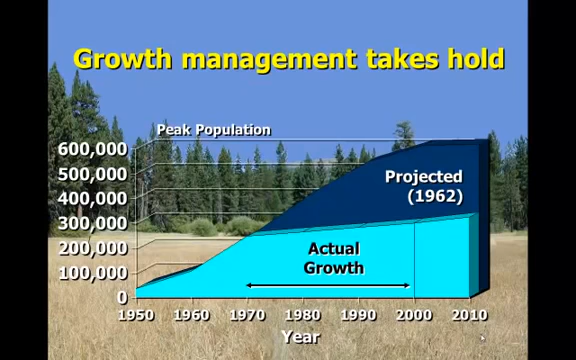 Growth management takes hold
Peak Population
600,000
500,000
400,000
300,000
200,000
100,000
0
Projected
(1962)
Actual
Growth
1950 1960 1970 1980 1990 2000 2010
Year